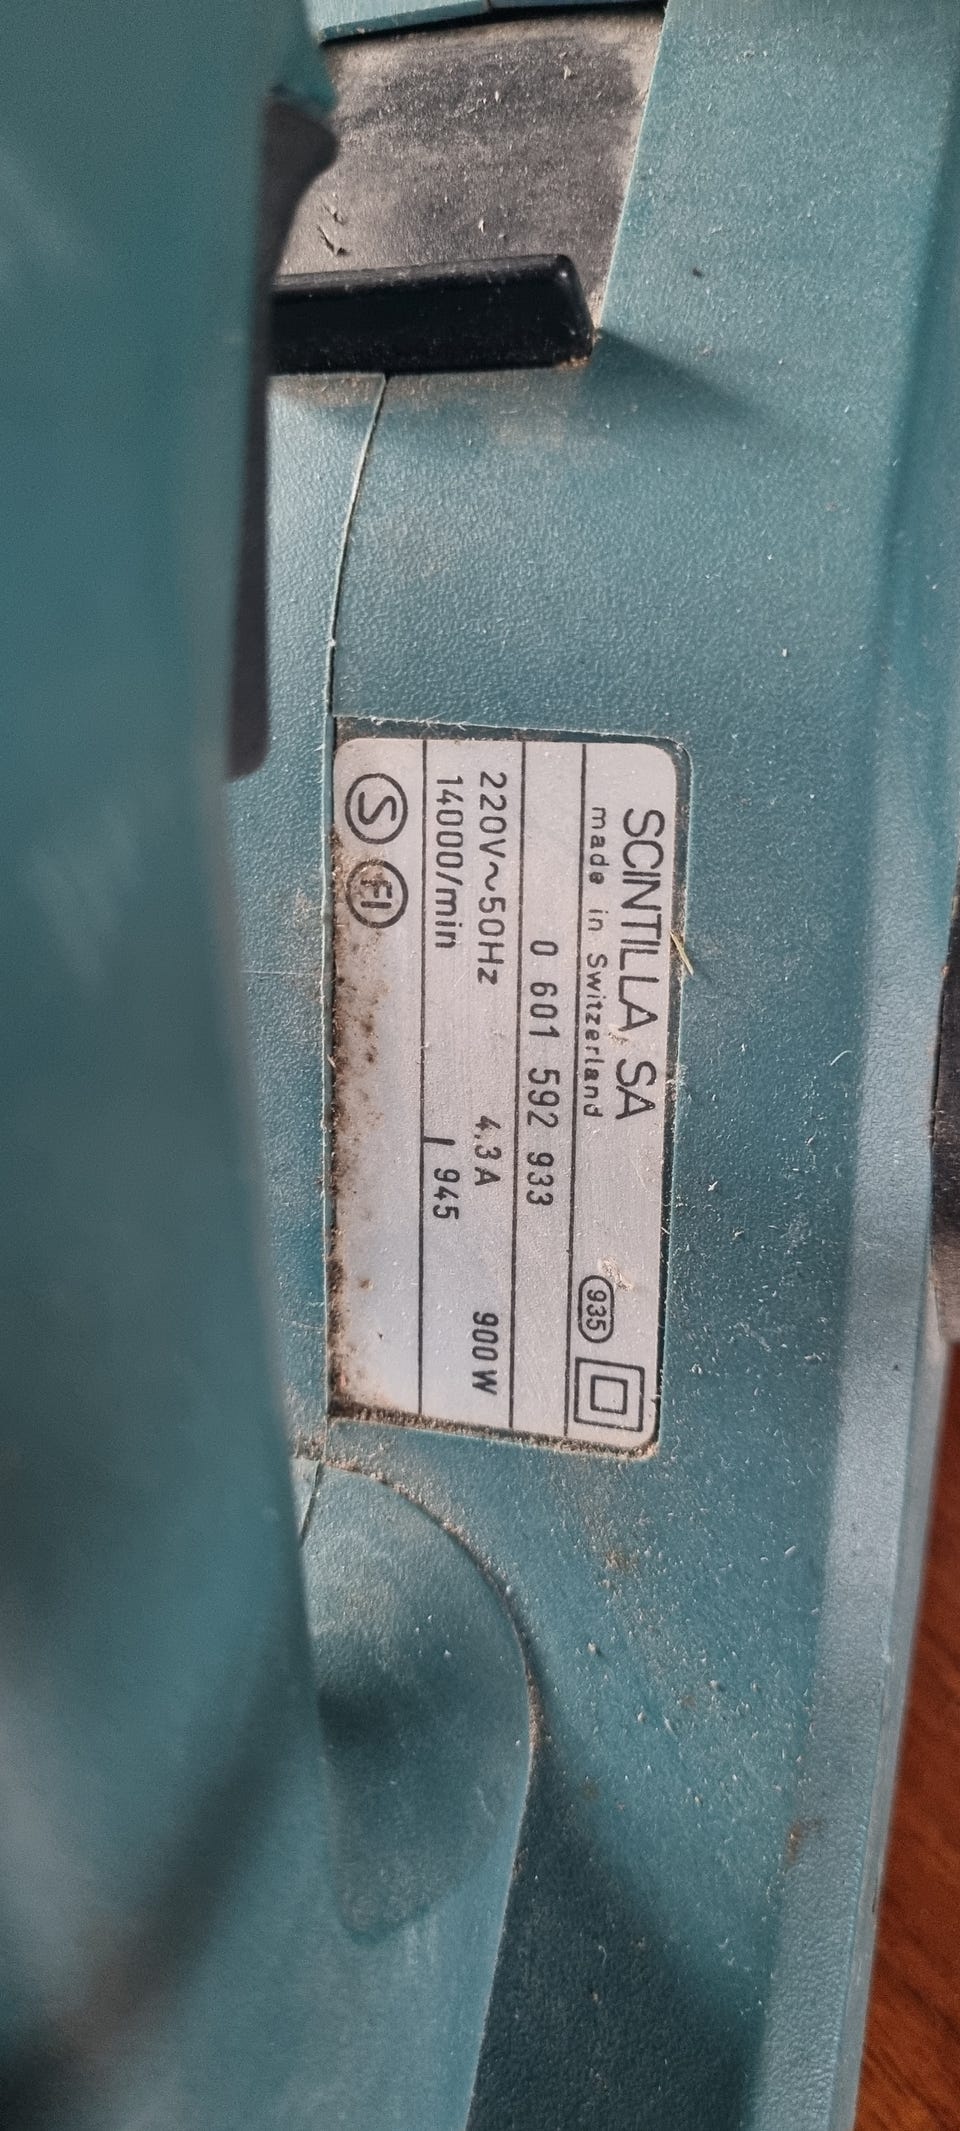 SCINTILLA SA
made in Switzerland
935
0 601 592 933
220V~50Hz 4,3A 900W
14000/min I 945
S FI